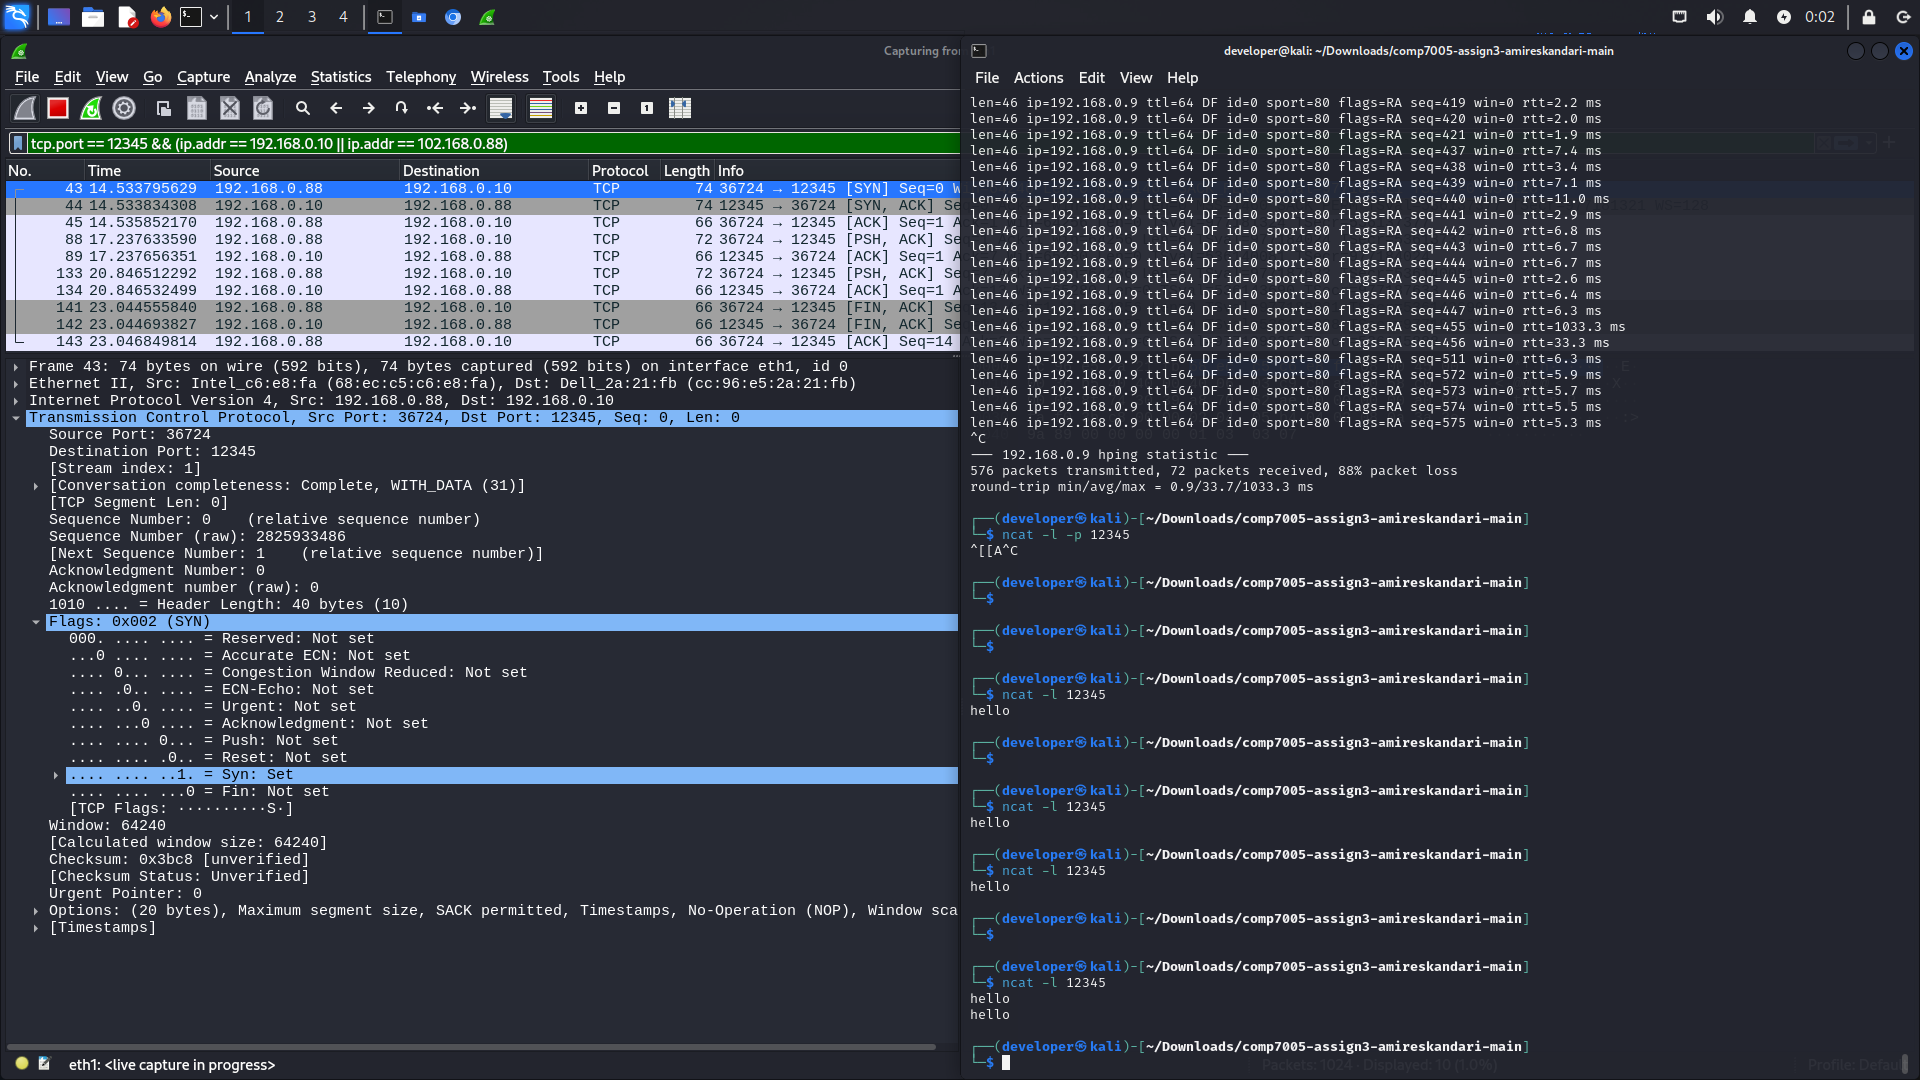 1 2 3 4 0:02
Capturing from
File Edit View Go Capture Analyze Statistics Telephony Wireless Tools Help
tcp.port == 12345 && (ip.addr == 192.168.0.10 || ip.addr == 102.168.0.88)
No. Time Source Destination Protocol Length Info
43 14.533795629 192.168.0.88 192.168.0.10 TCP 74 36724 → 12345 [SYN] Seq=0 W
44 14.533834308 192.168.0.10 192.168.0.88 TCP 74 12345 → 36724 [SYN, ACK] Se
45 14.535852170 192.168.0.88 192.168.0.10 TCP 66 36724 → 12345 [ACK] Seq=1 A
88 17.237633590 192.168.0.88 192.168.0.10 TCP 72 36724 → 12345 [PSH, ACK] Se
89 17.237656351 192.168.0.10 192.168.0.88 TCP 66 12345 → 36724 [ACK] Seq=1 A
133 20.846512292 192.168.0.88 192.168.0.10 TCP 72 36724 → 12345 [PSH, ACK] Se
134 20.846532499 192.168.0.10 192.168.0.88 TCP 66 12345 → 36724 [ACK] Seq=1 A
141 23.044555840 192.168.0.88 192.168.0.10 TCP 66 36724 → 12345 [FIN, ACK] Se
142 23.044693827 192.168.0.10 192.168.0.88 TCP 66 12345 → 36724 [FIN, ACK] Se
143 23.046849814 192.168.0.88 192.168.0.10 TCP 66 36724 → 12345 [ACK] Seq=14
Frame 43: 74 bytes on wire (592 bits), 74 bytes captured (592 bits) on interface eth1, id 0
Ethernet II, Src: Intel_c6:e8:fa (68:ec:c5:c6:e8:fa), Dst: Dell_2a:21:fb (cc:96:e5:2a:21:fb)
Internet Protocol Version 4, Src: 192.168.0.88, Dst: 192.168.0.10
Transmission Control Protocol, Src Port: 36724, Dst Port: 12345, Seq: 0, Len: 0
Source Port: 36724
Destination Port: 12345
[Stream index: 1]
[Conversation completeness: Complete, WITH_DATA (31)]
[TCP Segment Len: 0]
Sequence Number: 0    (relative sequence number)
Sequence Number (raw): 2825933486
[Next Sequence Number: 1    (relative sequence number)]
Acknowledgment Number: 0
Acknowledgment number (raw): 0
1010 .... = Header Length: 40 bytes (10)
Flags: 0x002 (SYN)
000. .... .... = Reserved: Not set
...0 .... .... = Accurate ECN: Not set
.... 0... .... = Congestion Window Reduced: Not set
.... .0.. .... = ECN-Echo: Not set
.... ..0. .... = Urgent: Not set
.... ...0 .... = Acknowledgment: Not set
.... .... 0... = Push: Not set
.... .... .0.. = Reset: Not set
.... .... ..1. = Syn: Set
.... .... ...0 = Fin: Not set
[TCP Flags: ··········S·]
Window: 64240
[Calculated window size: 64240]
Checksum: 0x3bc8 [unverified]
[Checksum Status: Unverified]
Urgent Pointer: 0
Options: (20 bytes), Maximum segment size, SACK permitted, Timestamps, No-Operation (NOP), Window sca
[Timestamps]
eth1: <live capture in progress>
developer@kali: ~/Downloads/comp7005-assign3-amireskandari-main
File Actions Edit View Help
len=46 ip=192.168.0.9 ttl=64 DF id=0 sport=80 flags=RA seq=419 win=0 rtt=2.2 ms
len=46 ip=192.168.0.9 ttl=64 DF id=0 sport=80 flags=RA seq=420 win=0 rtt=2.0 ms
len=46 ip=192.168.0.9 ttl=64 DF id=0 sport=80 flags=RA seq=421 win=0 rtt=1.9 ms
len=46 ip=192.168.0.9 ttl=64 DF id=0 sport=80 flags=RA seq=437 win=0 rtt=7.4 ms
len=46 ip=192.168.0.9 ttl=64 DF id=0 sport=80 flags=RA seq=438 win=0 rtt=3.4 ms
len=46 ip=192.168.0.9 ttl=64 DF id=0 sport=80 flags=RA seq=439 win=0 rtt=7.1 ms
len=46 ip=192.168.0.9 ttl=64 DF id=0 sport=80 flags=RA seq=440 win=0 rtt=11.0 ms
len=46 ip=192.168.0.9 ttl=64 DF id=0 sport=80 flags=RA seq=441 win=0 rtt=2.9 ms
len=46 ip=192.168.0.9 ttl=64 DF id=0 sport=80 flags=RA seq=442 win=0 rtt=6.8 ms
len=46 ip=192.168.0.9 ttl=64 DF id=0 sport=80 flags=RA seq=443 win=0 rtt=6.7 ms
len=46 ip=192.168.0.9 ttl=64 DF id=0 sport=80 flags=RA seq=444 win=0 rtt=6.7 ms
len=46 ip=192.168.0.9 ttl=64 DF id=0 sport=80 flags=RA seq=445 win=0 rtt=2.6 ms
len=46 ip=192.168.0.9 ttl=64 DF id=0 sport=80 flags=RA seq=446 win=0 rtt=6.4 ms
len=46 ip=192.168.0.9 ttl=64 DF id=0 sport=80 flags=RA seq=447 win=0 rtt=6.3 ms
len=46 ip=192.168.0.9 ttl=64 DF id=0 sport=80 flags=RA seq=455 win=0 rtt=1033.3 ms
len=46 ip=192.168.0.9 ttl=64 DF id=0 sport=80 flags=RA seq=456 win=0 rtt=33.3 ms
len=46 ip=192.168.0.9 ttl=64 DF id=0 sport=80 flags=RA seq=511 win=0 rtt=6.3 ms
len=46 ip=192.168.0.9 ttl=64 DF id=0 sport=80 flags=RA seq=572 win=0 rtt=5.9 ms
len=46 ip=192.168.0.9 ttl=64 DF id=0 sport=80 flags=RA seq=573 win=0 rtt=5.7 ms
len=46 ip=192.168.0.9 ttl=64 DF id=0 sport=80 flags=RA seq=574 win=0 rtt=5.5 ms
len=46 ip=192.168.0.9 ttl=64 DF id=0 sport=80 flags=RA seq=575 win=0 rtt=5.3 ms
^C
--- 192.168.0.9 hping statistic ---
576 packets transmitted, 72 packets received, 88% packet loss
round-trip min/avg/max = 0.9/33.7/1033.3 ms
┌──(developer㉿kali)-[~/Downloads/comp7005-assign3-amireskandari-main]
└─$ ncat -l -p 12345
^[[A^C
┌──(developer㉿kali)-[~/Downloads/comp7005-assign3-amireskandari-main]
└─$
┌──(developer㉿kali)-[~/Downloads/comp7005-assign3-amireskandari-main]
└─$
┌──(developer㉿kali)-[~/Downloads/comp7005-assign3-amireskandari-main]
└─$ ncat -l 12345
hello
┌──(developer㉿kali)-[~/Downloads/comp7005-assign3-amireskandari-main]
└─$
┌──(developer㉿kali)-[~/Downloads/comp7005-assign3-amireskandari-main]
└─$ ncat -l 12345
hello
┌──(developer㉿kali)-[~/Downloads/comp7005-assign3-amireskandari-main]
└─$ ncat -l 12345
hello
┌──(developer㉿kali)-[~/Downloads/comp7005-assign3-amireskandari-main]
└─$
┌──(developer㉿kali)-[~/Downloads/comp7005-assign3-amireskandari-main]
└─$ ncat -l 12345
hello
hello
┌──(developer㉿kali)-[~/Downloads/comp7005-assign3-amireskandari-main]
└─$
Packets: 1024 · Displayed: 10 (1.0%) Profile: Defau